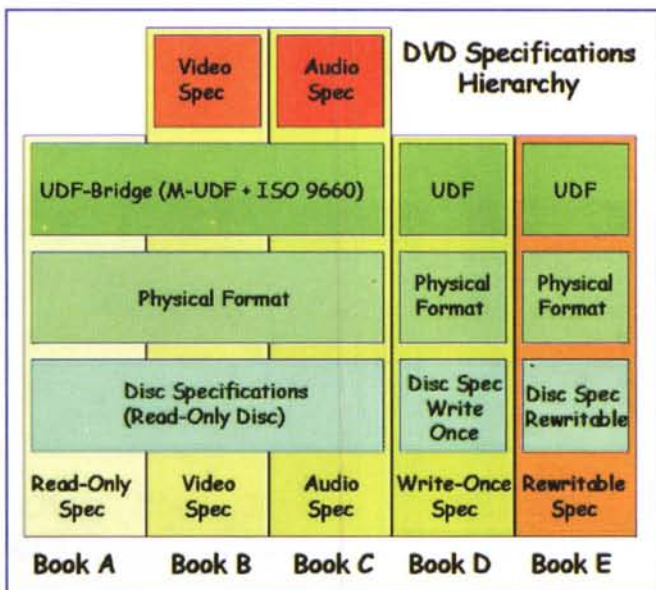 DVD Specifications
Hierarchy
Video
Spec
Audio
Spec
UDF-Bridge (M-UDF + ISO 9660)
UDF
UDF
Physical Format
Physical
Format
Physical
Format
Disc Specifications
(Read-Only Disc)
Disc Spec
Write
Once
Disc Spec
Rewritable
Read-Only
Spec
Video
Spec
Audio
Spec
Write-Once
Spec
Rewritable
Spec
Book A
Book B
Book C
Book D
Book E